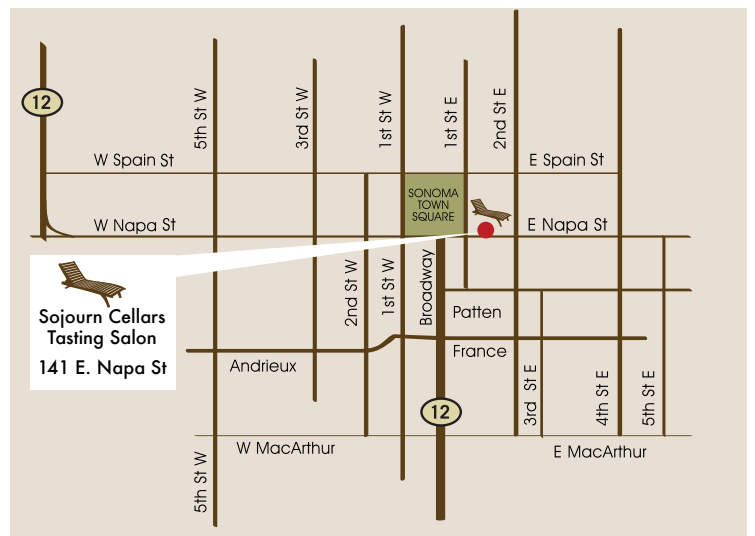 12
5th St W
3rd St W
1st St W
1st St E
2nd St E
W Spain St
E Spain St
SONOMA
TOWN
SQUARE
W Napa St
E Napa St
Sojourn Cellars
Tasting Salon
141 E. Napa St
2nd St W
1st St W
Broadway
Patten
France
Andrieux
3rd St E
4th St E
5th St E
12
W MacArthur
E MacArthur
5th St W